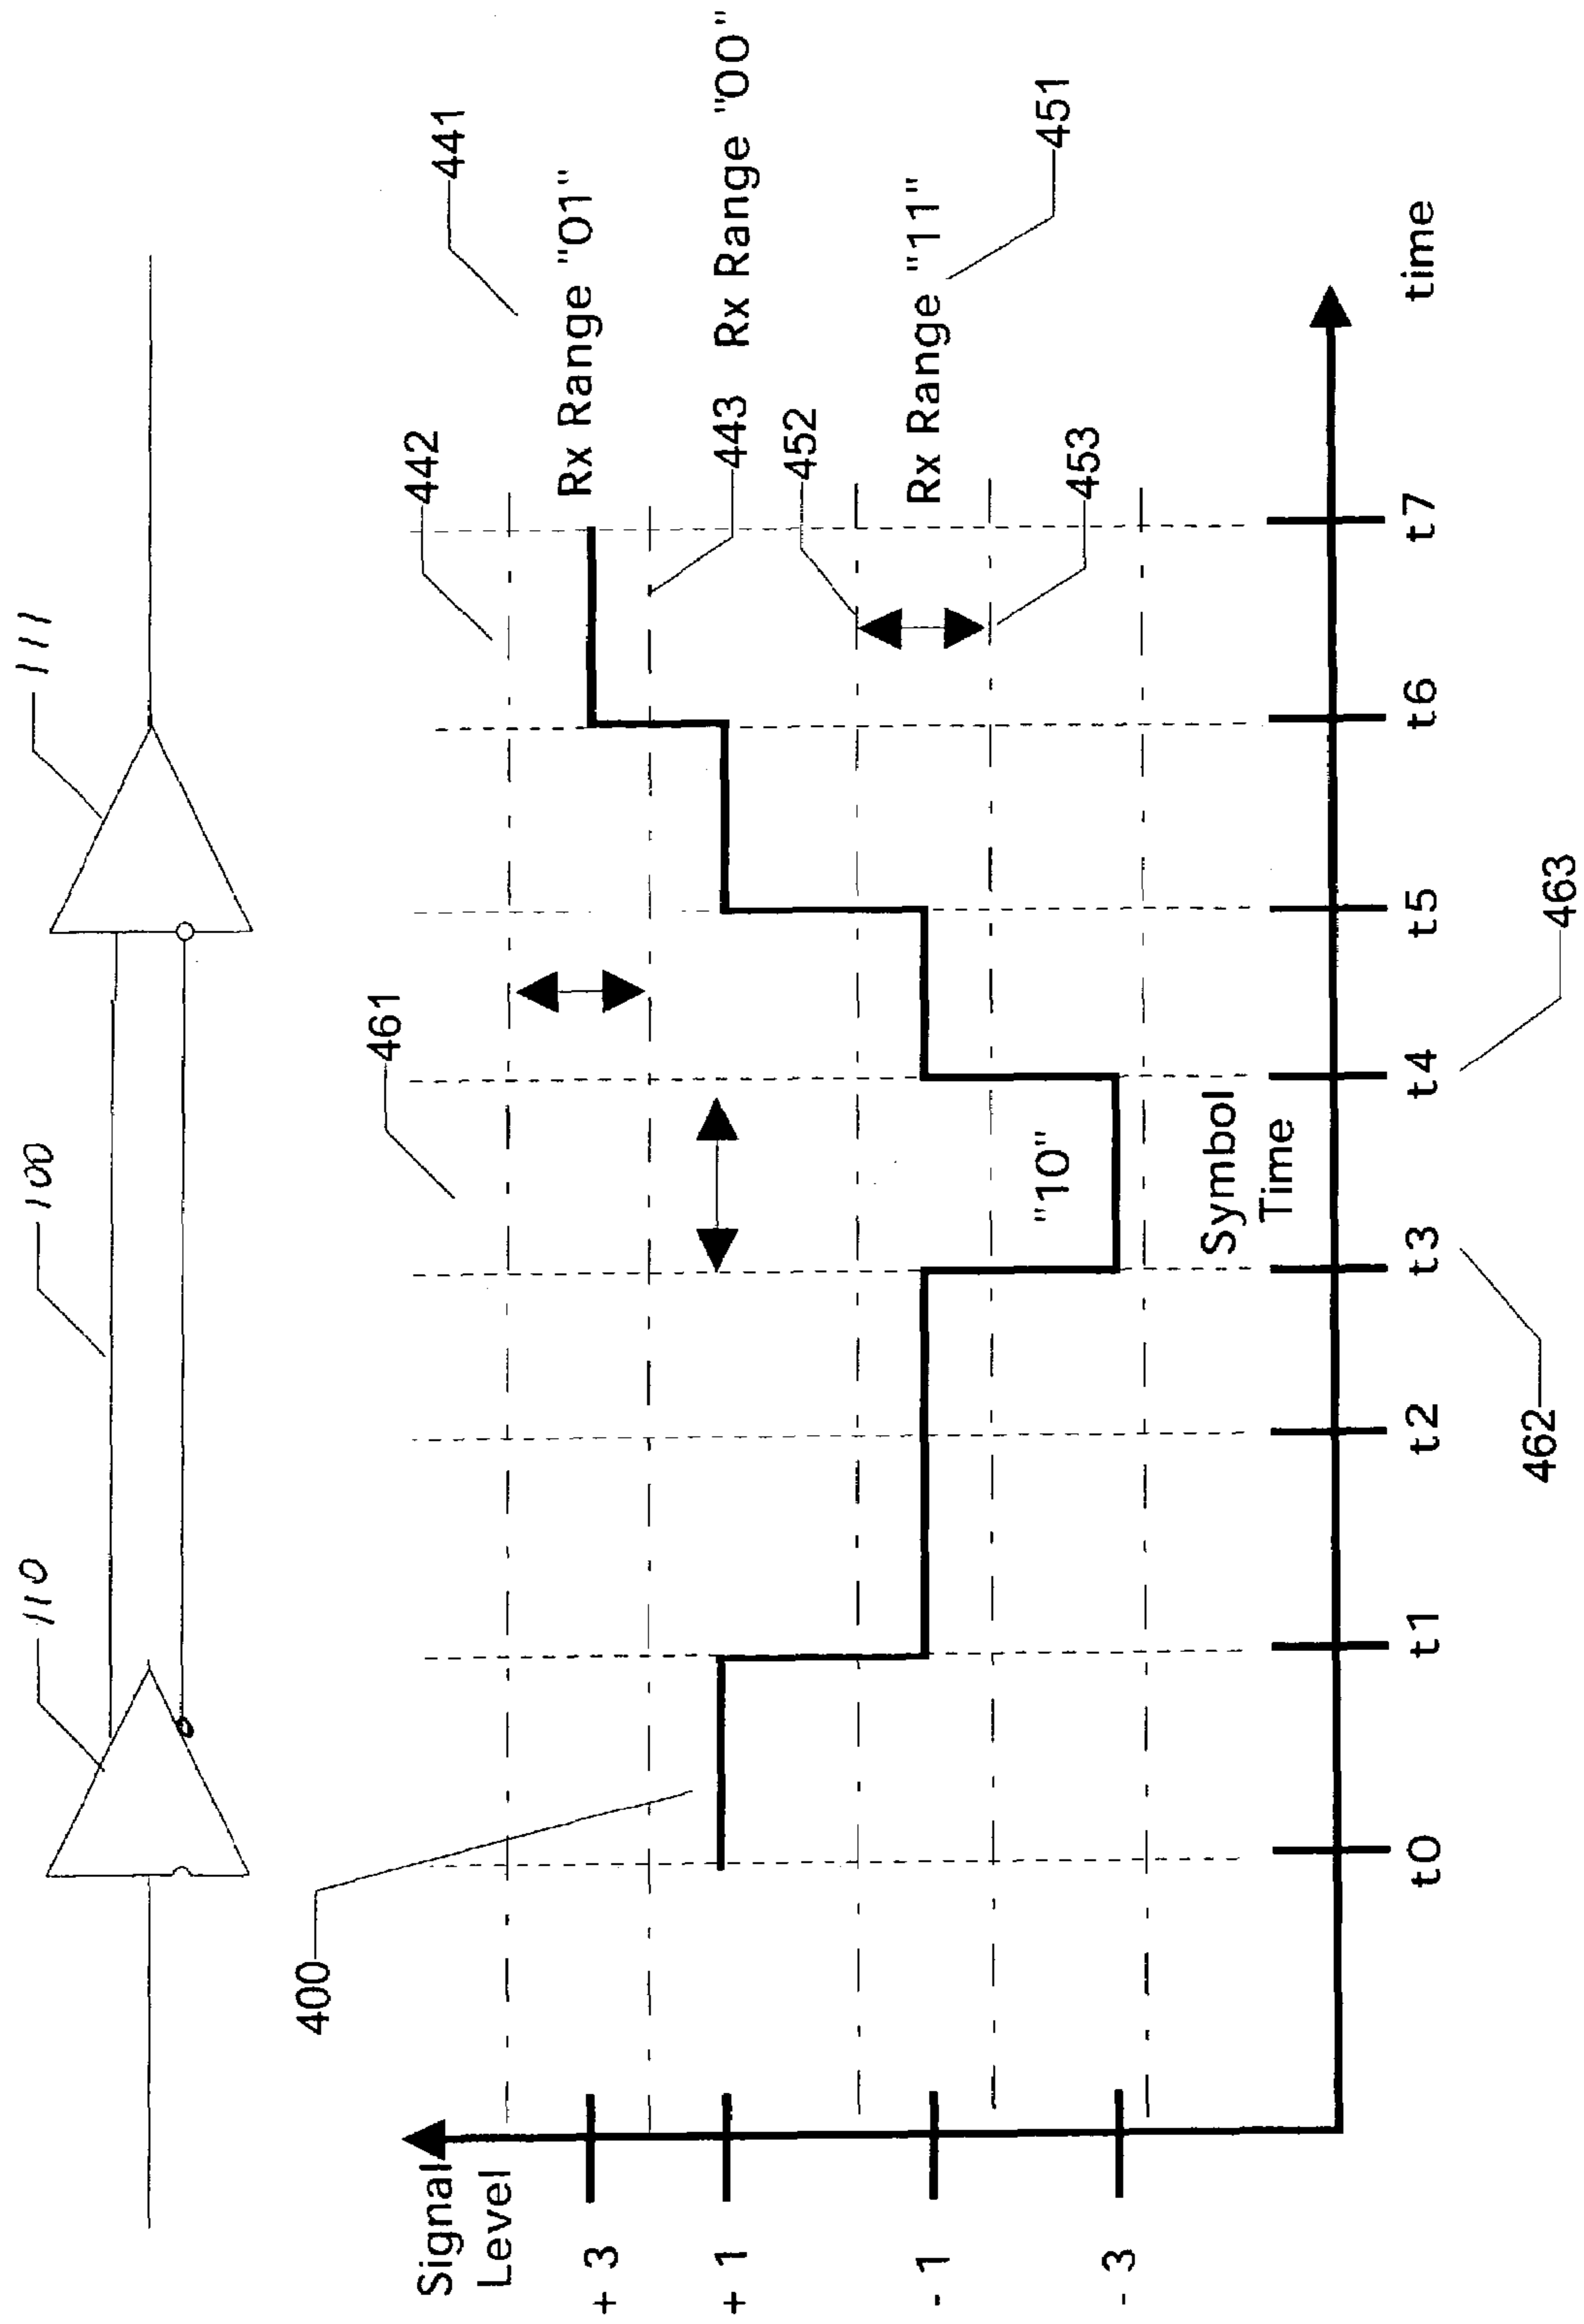 110
100
111
400
461
442
441
Signal
Level
+3
+1
-1
-3
Rx Range "01"
443
Rx Range "00"
452
Rx Range "11"
451
453
"10"
Symbol
Time
t0
t1
t2
t3
t4
t5
t6
t7
time
462
463